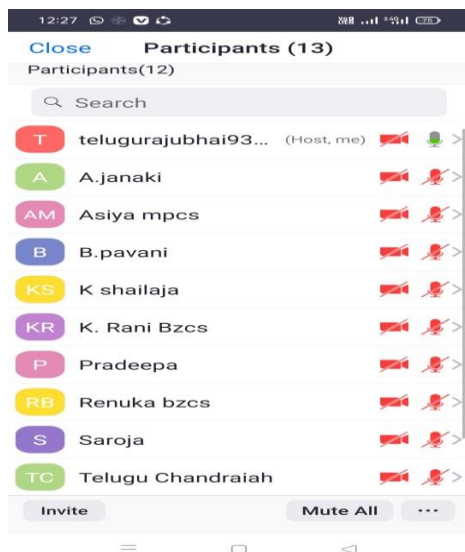 12:27
Close Participants (13)
Participants(12)
Search
T telugurajubhai93... (Host, me)
A A.janaki
AM Asiya mpcs
B B.pavani
KS K shailaja
KR K. Rani Bzcs
P Pradeepa
RB Renuka bzcs
S Saroja
TC Telugu Chandraiah
Invite Mute All ...